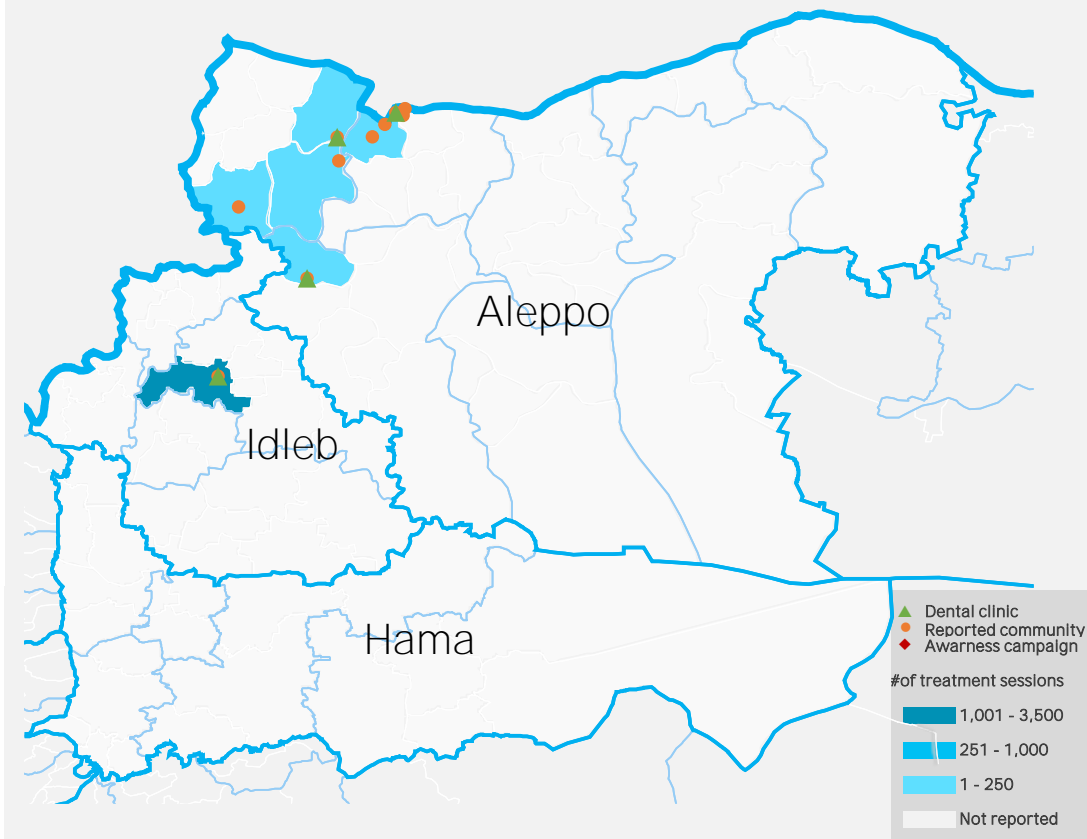 Aleppo
Idleb
Hama
Dental clinic
Reported community
Awarness campaign
#of treatment sessions
1,001 - 3,500
251 - 1,000
1 - 250
Not reported